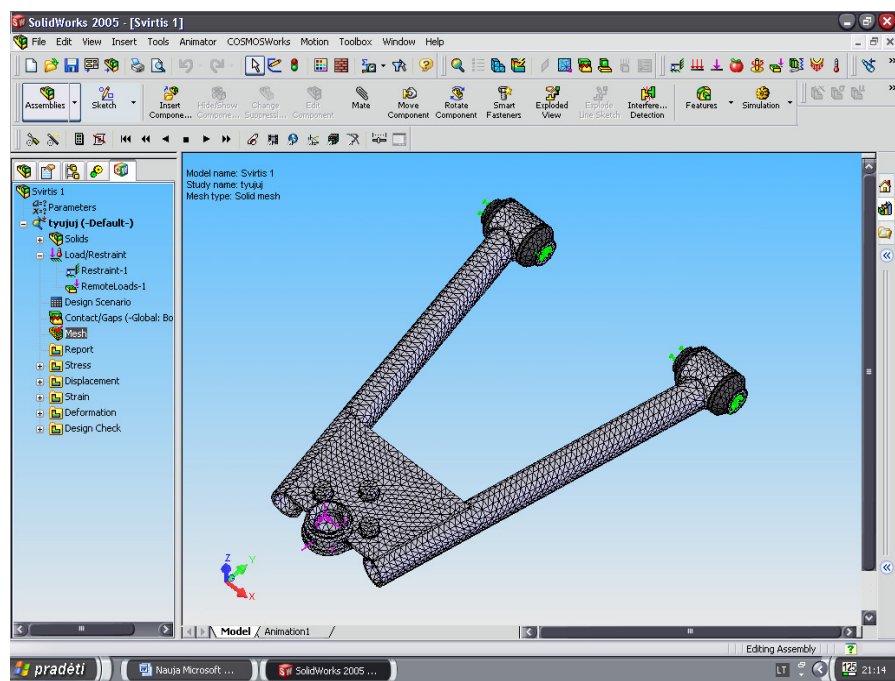 SolidWorks 2005 - [Svirtis 1]
File Edit View Insert Tools Animator COSMOSWorks Motion Toolbox Window Help
Assemblies
Sketch
Insert Compone...
Hide/Show Compone...
Change Suppressi...
Edit Component
Mate
Move Component
Rotate Component
Smart Fasteners
Exploded View
Explode Line Sketch
Interfere... Detection
Features
Simulation
Svirtis 1
Parameters
tyujuj (-Default-)
Solids
Load/Restraint
Restraint-1
RemoteLoads-1
Design Scenario
Contact/Gaps (-Global: Bo
Mesh
Report
Stress
Displacement
Strain
Deformation
Design Check
Model name: Svirtis 1
Study name: tyujuj
Mesh type: Solid mesh
Z
Y
X
Model
Animation1
Editing Assembly
pradėti
Nauja Microsoft ...
SolidWorks 2005 ...
LT
125
21:14